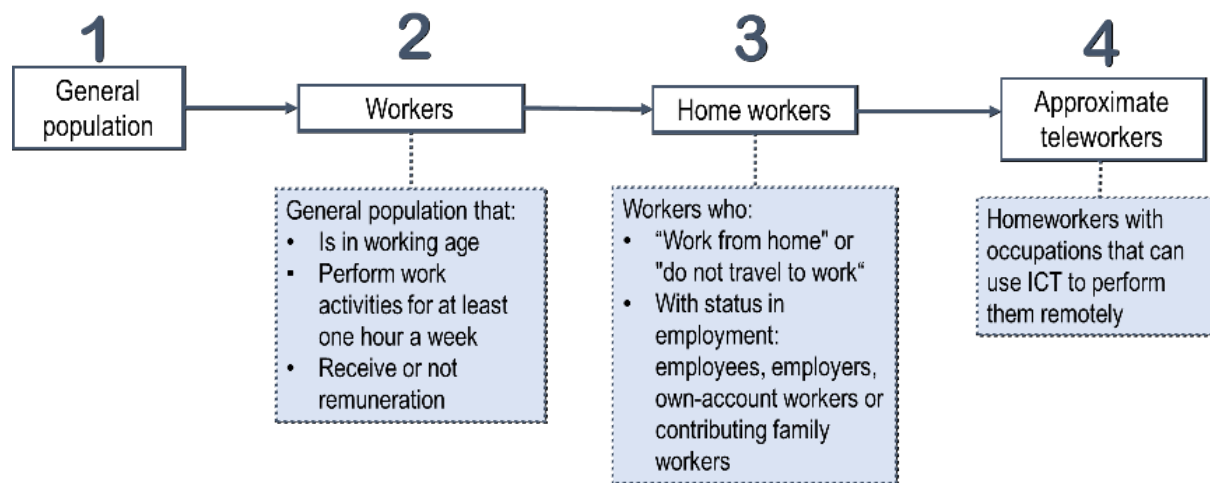 1
General
population
2
Workers
General population that:
• Is in working age
▪ Perform work
activities for at least
one hour a week
• Receive or not
remuneration
3
Home workers
Workers who:
• “Work from home" or
"do not travel to work“
• With status in
employment:
employees, employers,
own-account workers or
contributing family
workers
4
Approximate
teleworkers
Homeworkers with
occupations that can
use ICT to perform
them remotely